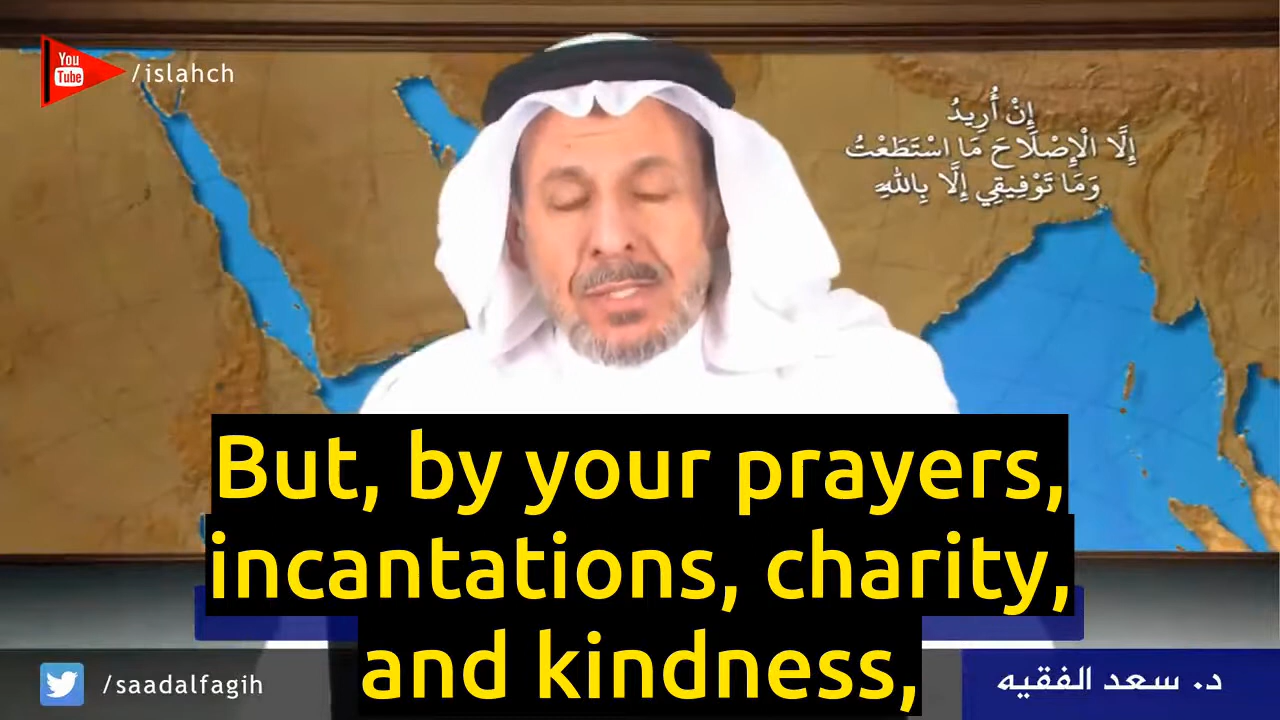 You
Tube
/islahch
إِنْ أُرِيدُ
إِلَّا الْإِصْلَاحَ مَا اسْتَطَعْتُ
وَمَا تَوْفِيقِي إِلَّا بِاللَّهِ
But, by your prayers,
incantations, charity,
and kindness,
/saadalfagih
د. سعد الفقيه